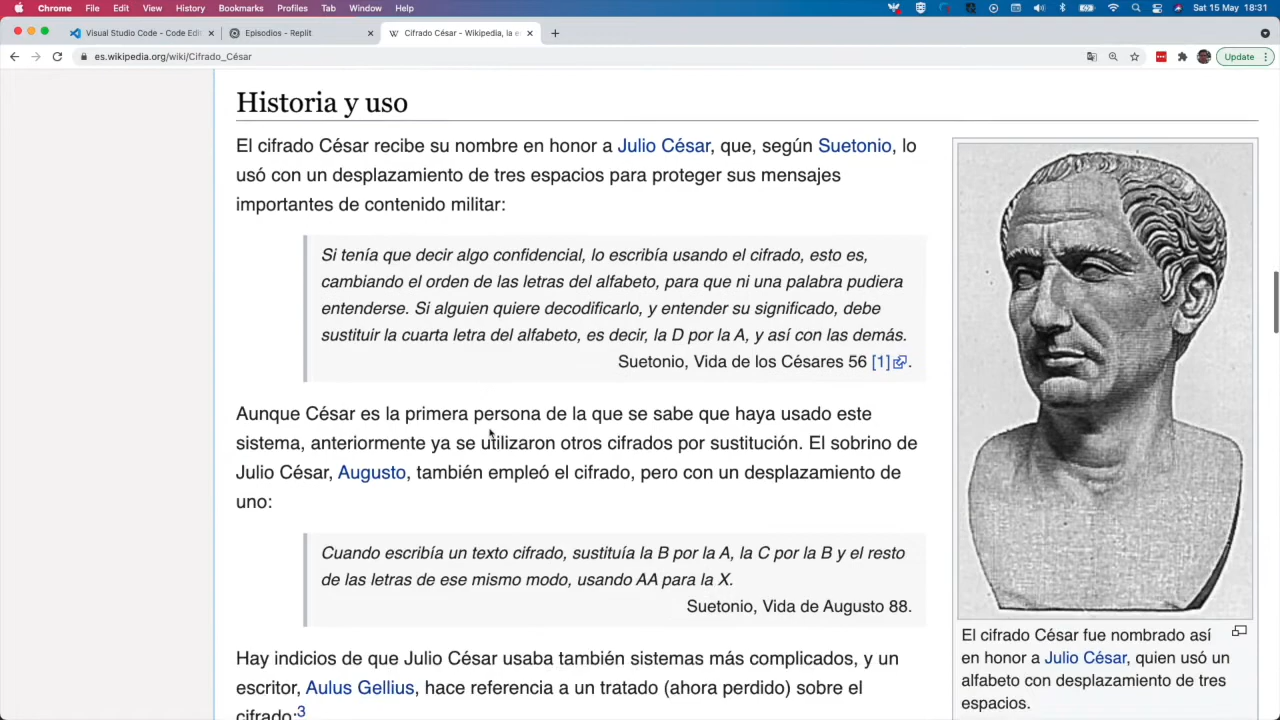 Chrome File Edit View History Bookmarks Profiles Tab Window Help Sat 15 May 18:31
Visual Studio Code - Code Edit Episodios - Replit Cifrado César - Wikipedia, la e
es.wikipedia.org/wiki/Cifrado_César Update
Historia y uso
El cifrado César recibe su nombre en honor a Julio César, que, según Suetonio, lo
usó con un desplazamiento de tres espacios para proteger sus mensajes
importantes de contenido militar:
Si tenía que decir algo confidencial, lo escribía usando el cifrado, esto es,
cambiando el orden de las letras del alfabeto, para que ni una palabra pudiera
entenderse. Si alguien quiere decodificarlo, y entender su significado, debe
sustituir la cuarta letra del alfabeto, es decir, la D por la A, y así con las demás.
Suetonio, Vida de los Césares 56 [1].
Aunque César es la primera persona de la que se sabe que haya usado este
sistema, anteriormente ya se utilizaron otros cifrados por sustitución. El sobrino de
Julio César, Augusto, también empleó el cifrado, pero con un desplazamiento de
uno:
Cuando escribía un texto cifrado, sustituía la B por la A, la C por la B y el resto
de las letras de ese mismo modo, usando AA para la X.
Suetonio, Vida de Augusto 88.
Hay indicios de que Julio César usaba también sistemas más complicados, y un
escritor, Aulus Gellius, hace referencia a un tratado (ahora perdido) sobre el
cifrado:3
El cifrado César fue nombrado así
en honor a Julio César, quien usó un
alfabeto con desplazamiento de tres
espacios.